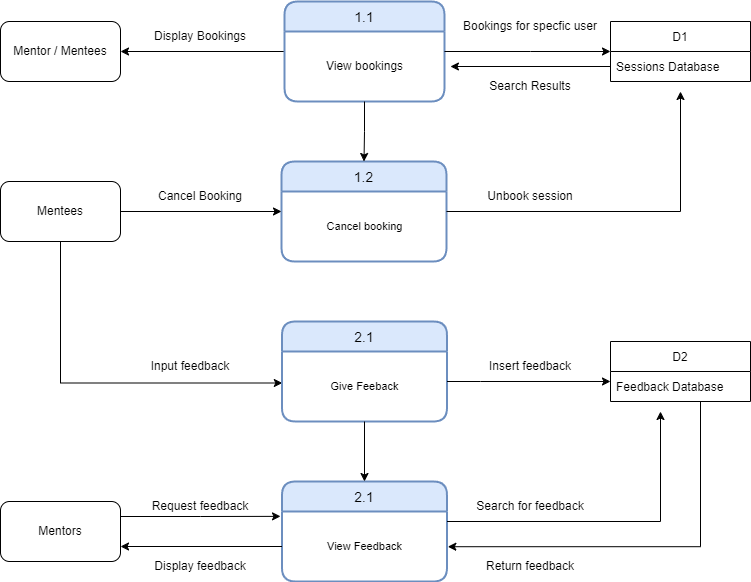 1.1
Mentor / Mentees
Display Bookings
View bookings
Bookings for specfic user
Search Results
D1
Sessions Database
1.2
Mentees
Cancel Booking
Cancel booking
Unbook session
2.1
Input feedback
Give Feeback
Insert feedback
D2
Feedback Database
2.1
Mentors
Request feedback
Display feedback
View Feedback
Search for feedback
Return feedback